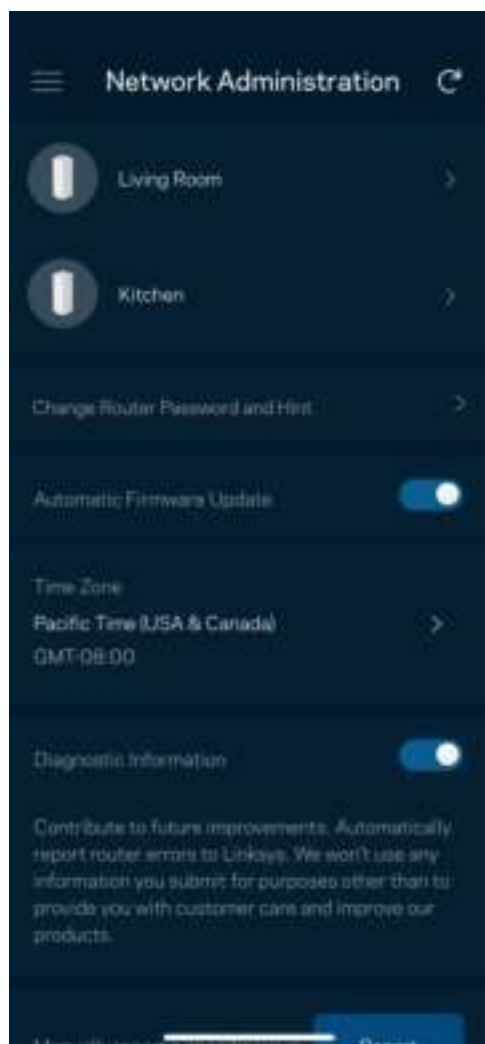 Network Administration
Living Room
Kitchen
Change Router Password and Hint
Automatic Firmware Update
Time Zone
Pacific Time (USA & Canada)
GMT-08:00
Diagnostic Information
Contribute to future improvements. Automatically
report router errors to Linksys. We won't use any
information you submit for purposes other than to
provide you with customer care and improve our
products.